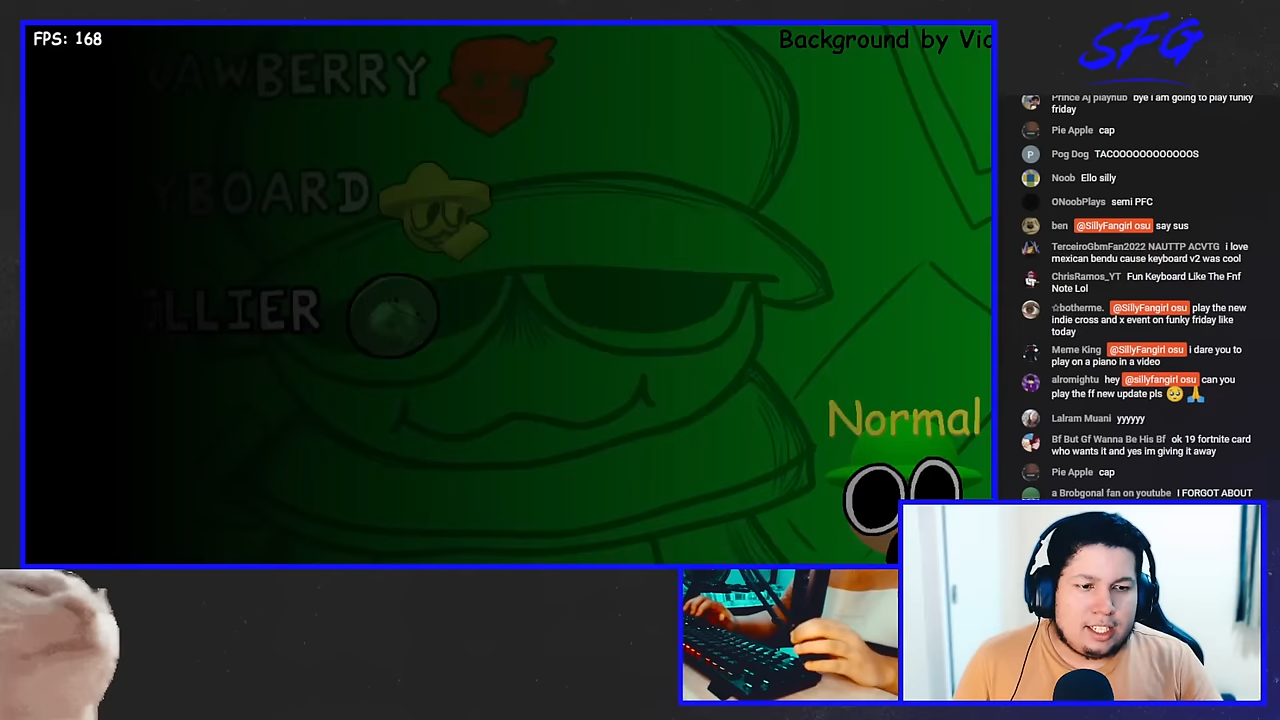 FPS: 168
Background by Vic
AWBERRY
YBOARD
LLIER
Normal
SFG
Prince Aj playhub bye i am going to play funky
friday
Pie Apple cap
P
Pog Dog TACOOOOOOOOOOOOS
Noob Ello silly
ONoobPlays semi PFC
ben @SillyFangirl osu say sus
TerceiroGbmFan2022 NAUTTP ACVTG i love
mexican bendu cause keyboard v2 was cool
ChrisRamos_YT Fun Keyboard Like The Fnf
Note Lol
☆botherme. @SillyFangirl osu play the new
indie cross and x event on funky friday like
today
Meme King @SillyFangirl osu i dare you to
play on a piano in a video
alromightu hey @sillyfangirl osu can you
play the ff new update pls 🥺 🙏
Lalram Muani yyyyyy
Bf But Gf Wanna Be His Bf ok 19 fortnite card
who wants it and yes im giving it away
Pie Apple cap
a Brobgonal fan on youtube I FORGOT ABOUT